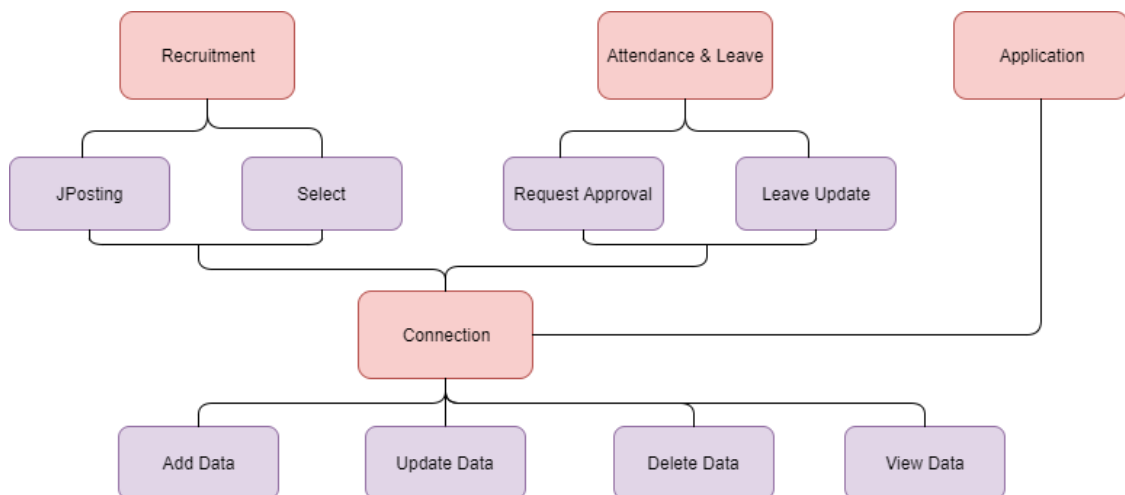 Recruitment
Attendance & Leave
Application
JPosting
Select
Request Approval
Leave Update
Connection
Add Data
Update Data
Delete Data
View Data